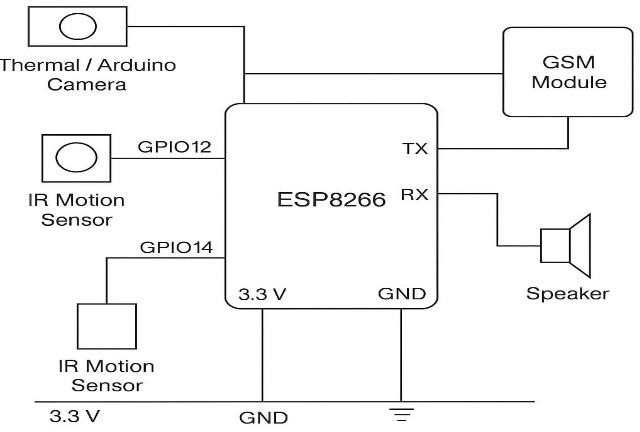 Thermal / Arduino
Camera
GSM
Module
GPIO12
TX
IR Motion
Sensor
ESP8266
RX
GPIO14
3.3 V
GND
Speaker
IR Motion
Sensor
3.3 V
GND